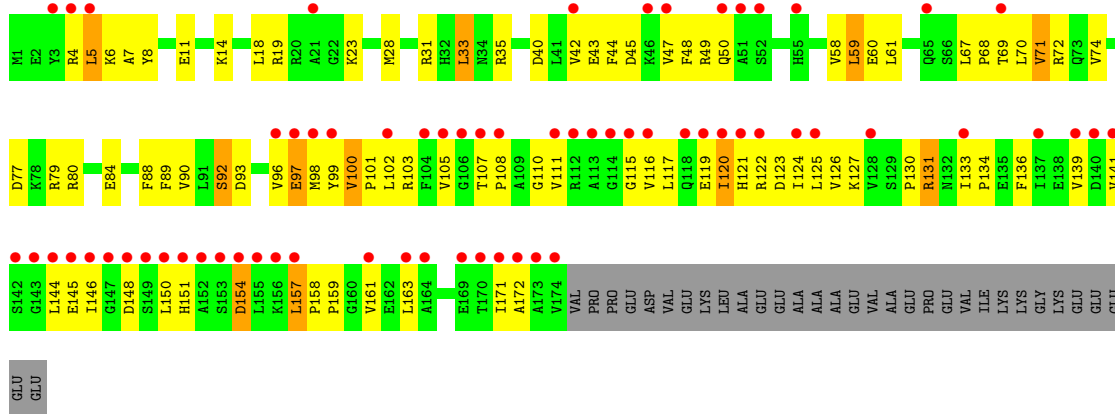 M1 E2 Y3 R4 L5 K6 A7 Y8 E11 K14 L18 R19 R20 A21 G22 K23 M28 R31 H32 L33 N34 R35 D40 L41 V42 E43 F44 D45 K46 V47 F48 R49 Q50 A51 S52 H55 V58 L59 E60 L61 Q65 S66 L67 P68 T69 L70 V71 R72 Q73 V74
D77 K78 R79 R80 E84 F88 F89 V90 L91 S92 D93 V96 E97 M98 Y99 V100 P101 L102 R103 F104 V105 G106 T107 P108 A109 G110 V111 R112 A113 G114 G115 V116 L117 Q118 E119 I120 H121 R122 D123 I124 L125 V126 K127 V128 S129 P130 R131 N132 I133 P134 E135 F136 I137 E138 V139 D140 V141
S142 G143 L144 E145 I146 G147 D148 S149 L150 H151 A152 S153 D154 L155 K156 L157 P158 P159 G160 V161 E162 L163 A164 E169 T170 I171 A172 A173 V174 VAL PRO PRO GLU ASP VAL GLU LYS LEU ALA GLU GLU ALA ALA ALA GLU VAL ALA GLU PRO GLU VAL ILE LYS LYS GLY LYS GLU GLU GLU
GLU GLU